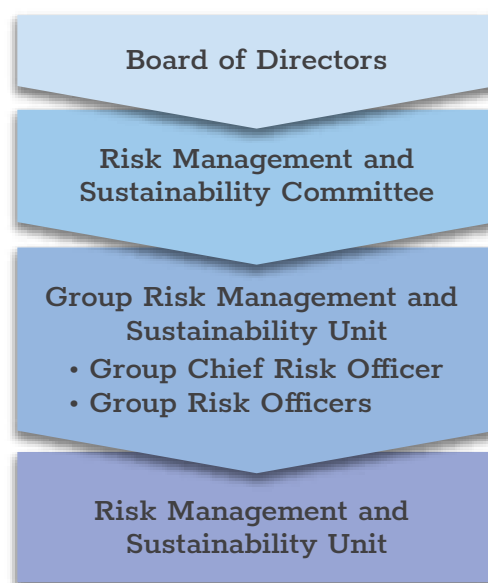 Board of Directors
Risk Management and
Sustainability Committee
Group Risk Management and
Sustainability Unit
• Group Chief Risk Officer
• Group Risk Officers
Risk Management and
Sustainability Unit